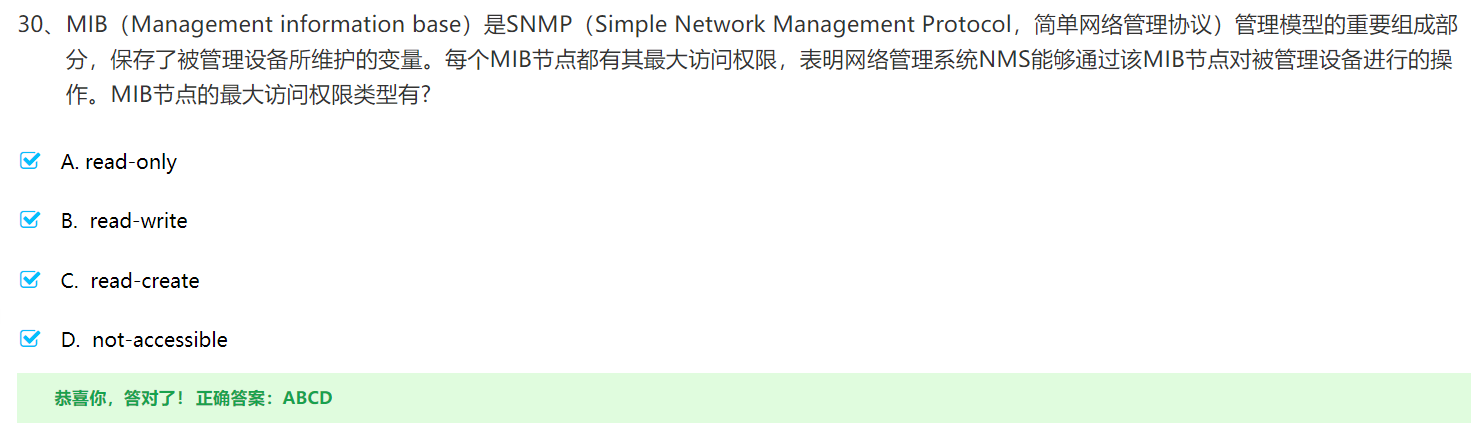 30、MIB（Management information base）是SNMP（Simple Network Management Protocol，简单网络管理协议）管理模型的重要组成部
分，保存了被管理设备所维护的变量。每个MIB节点都有其最大访问权限，表明网络管理系统NMS能够通过该MIB节点对被管理设备进行的操
作。MIB节点的最大访问权限类型有?
A. read-only
B. read-write
C. read-create
D. not-accessible
恭喜你，答对了！正确答案：ABCD